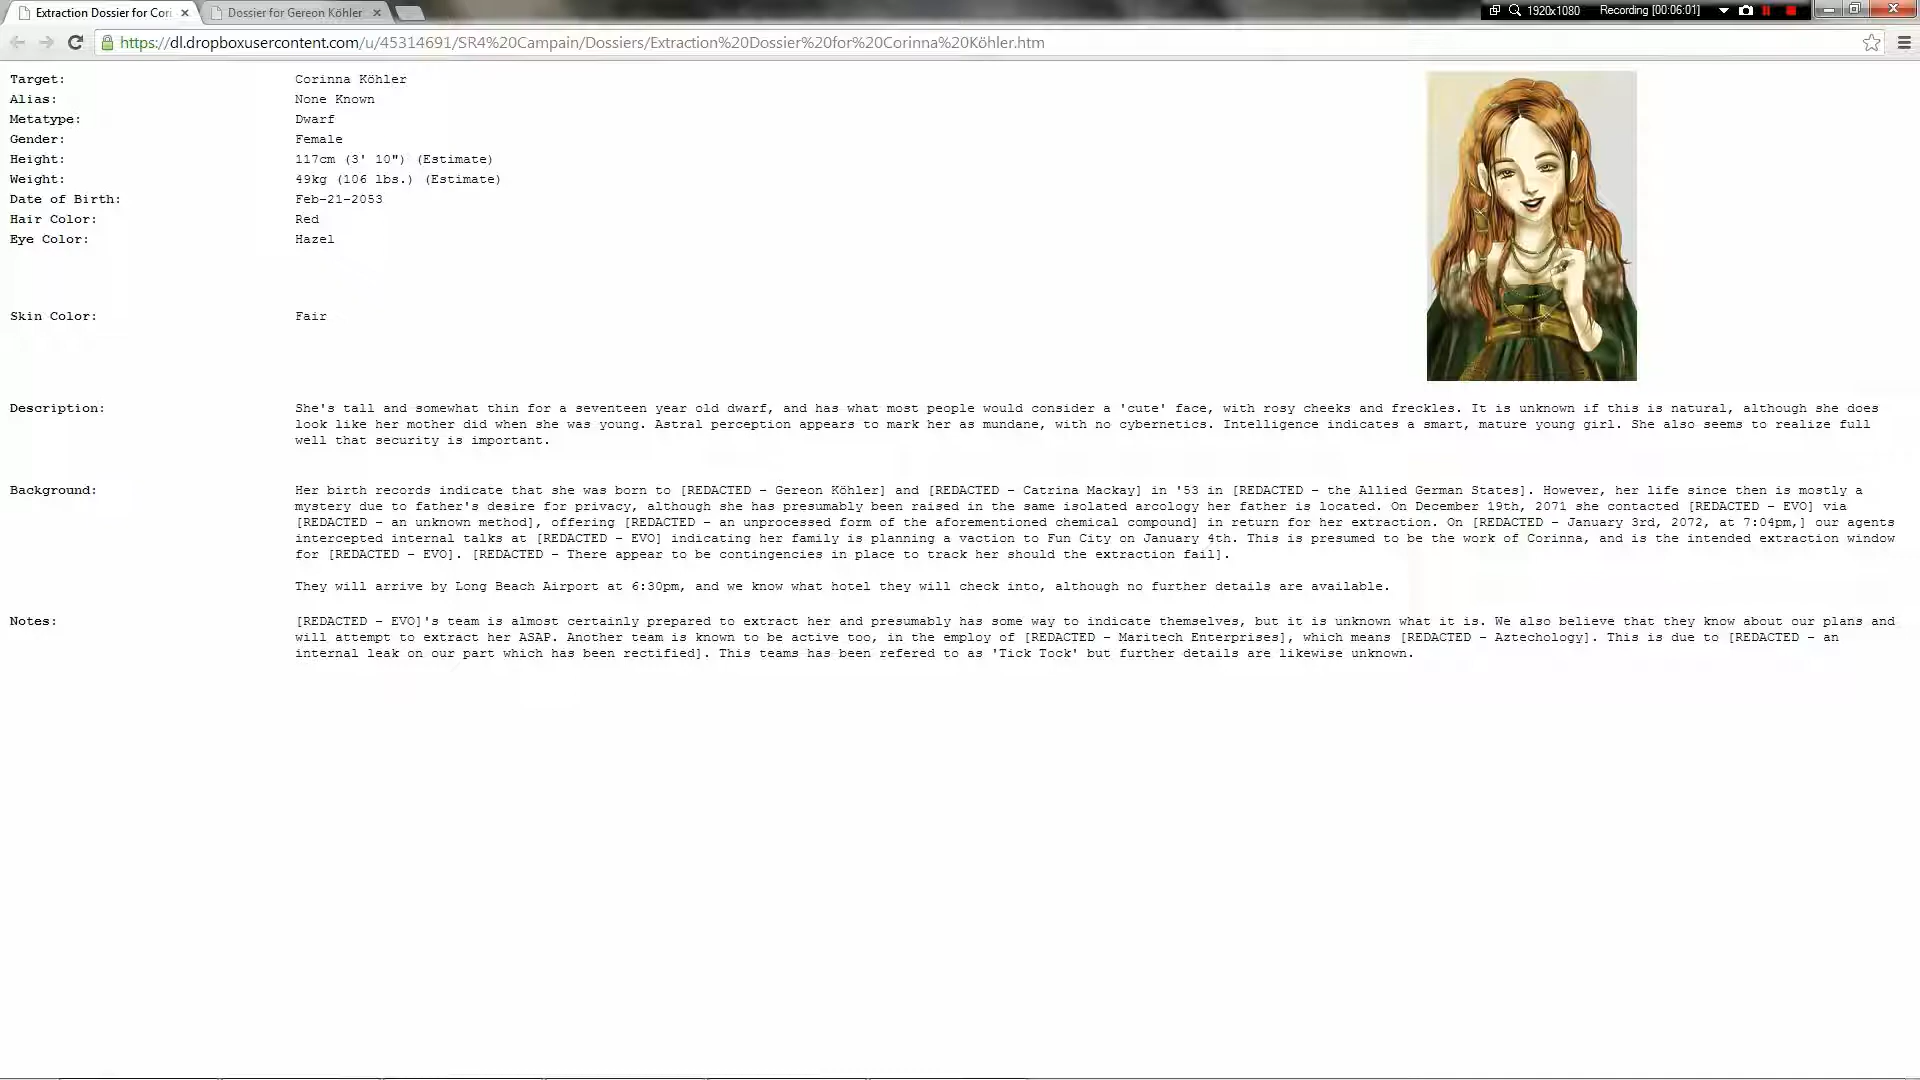 Extraction Dossier for Cori
Dossier for Gereon Köhler
1920x1080
Recording [00:06:01]
https://dl.dropboxusercontent.com/u/45314691/SR4%20Campain/Dossiers/Extraction%20Dossier%20for%20Corinna%20Köhler.htm
Target: Corinna Köhler
Alias: None Known
Metatype: Dwarf
Gender: Female
Height: 117cm (3' 10") (Estimate)
Weight: 49kg (106 lbs.) (Estimate)
Date of Birth: Feb-21-2053
Hair Color: Red
Eye Color: Hazel
Skin Color: Fair
Description: She's tall and somewhat thin for a seventeen year old dwarf, and has what most people would consider a 'cute' face, with rosy cheeks and freckles. It is unknown if this is natural, although she does
look like her mother did when she was young. Astral perception appears to mark her as mundane, with no cybernetics. Intelligence indicates a smart, mature young girl. She also seems to realize full
well that security is important.
Background: Her birth records indicate that she was born to [REDACTED - Gereon Köhler] and [REDACTED - Catrina Mackay] in '53 in [REDACTED - the Allied German States]. However, her life since then is mostly a
mystery due to father's desire for privacy, although she has presumably been raised in the same isolated arcology her father is located. On December 19th, 2071 she contacted [REDACTED - EVO] via
[REDACTED - an unknown method], offering [REDACTED - an unprocessed form of the aforementioned chemical compound] in return for her extraction. On [REDACTED - January 3rd, 2072, at 7:04pm,] our agents
intercepted internal talks at [REDACTED - EVO] indicating her family is planning a vaction to Fun City on January 4th. This is presumed to be the work of Corinna, and is the intended extraction window
for [REDACTED - EVO]. [REDACTED - There appear to be contingencies in place to track her should the extraction fail].
They will arrive by Long Beach Airport at 6:30pm, and we know what hotel they will check into, although no further details are available.
Notes: [REDACTED - EVO]'s team is almost certainly prepared to extract her and presumably has some way to indicate themselves, but it is unknown what it is. We also believe that they know about our plans and
will attempt to extract her ASAP. Another team is known to be active too, in the employ of [REDACTED - Maritech Enterprises], which means [REDACTED - Aztechology]. This is due to [REDACTED - an
internal leak on our part which has been rectified]. This teams has been refered to as 'Tick Tock' but further details are likewise unknown.